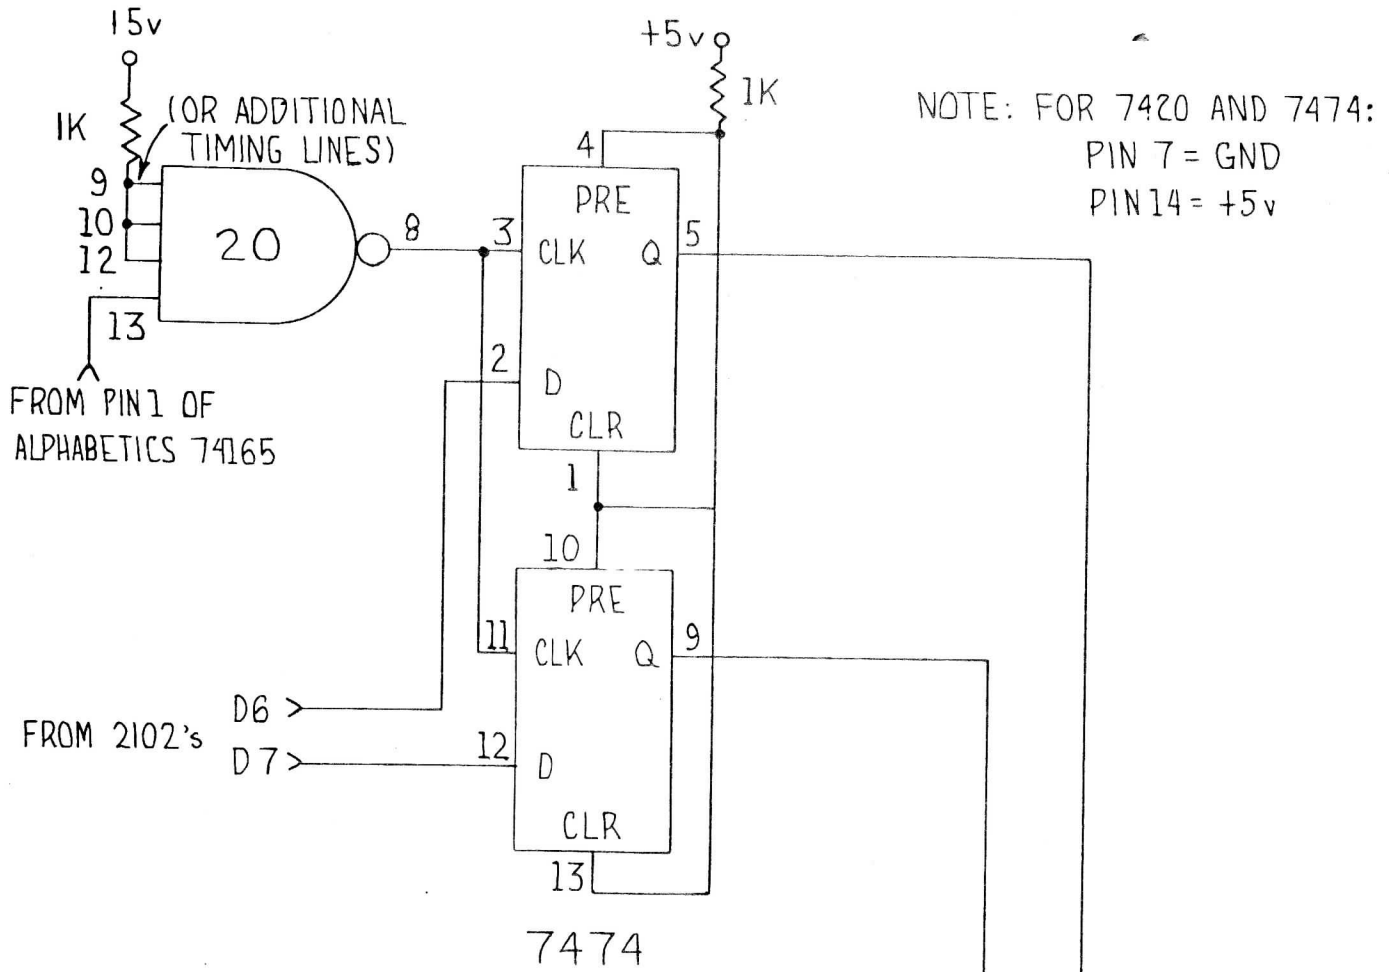 15v
1K
(OR ADDITIONAL
TIMING LINES)
9
10
12
13
20
8
FROM PIN 1 OF
ALPHABETICS 74165
+5v
1K
4
PRE
3
CLK
Q
5
2
D
CLR
1
10
PRE
11
CLK
Q
9
12
D
CLR
13
7474
FROM 2102's
D6
D7
NOTE: FOR 7420 AND 7474:
PIN 7 = GND
PIN 14 = +5v